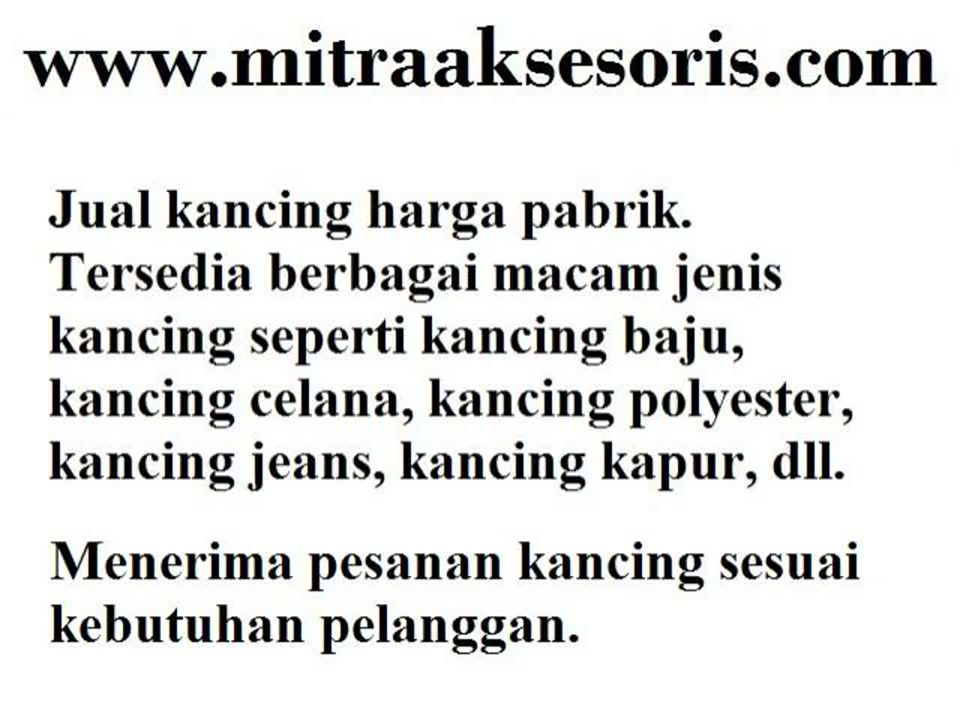 www.mitraaksesoris.com
Jual kancing harga pabrik.
Tersedia berbagai macam jenis
kancing seperti kancing baju,
kancing celana, kancing polyester,
kancing jeans, kancing kapur, dll.
Menerima pesanan kancing sesuai
kebutuhan pelanggan.